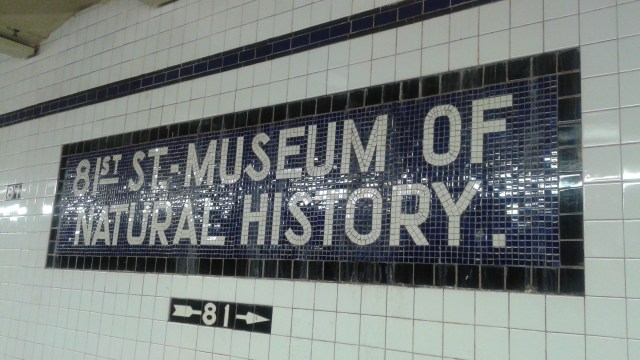 81ST ST.-MUSEUM OF
NATURAL HISTORY.
81